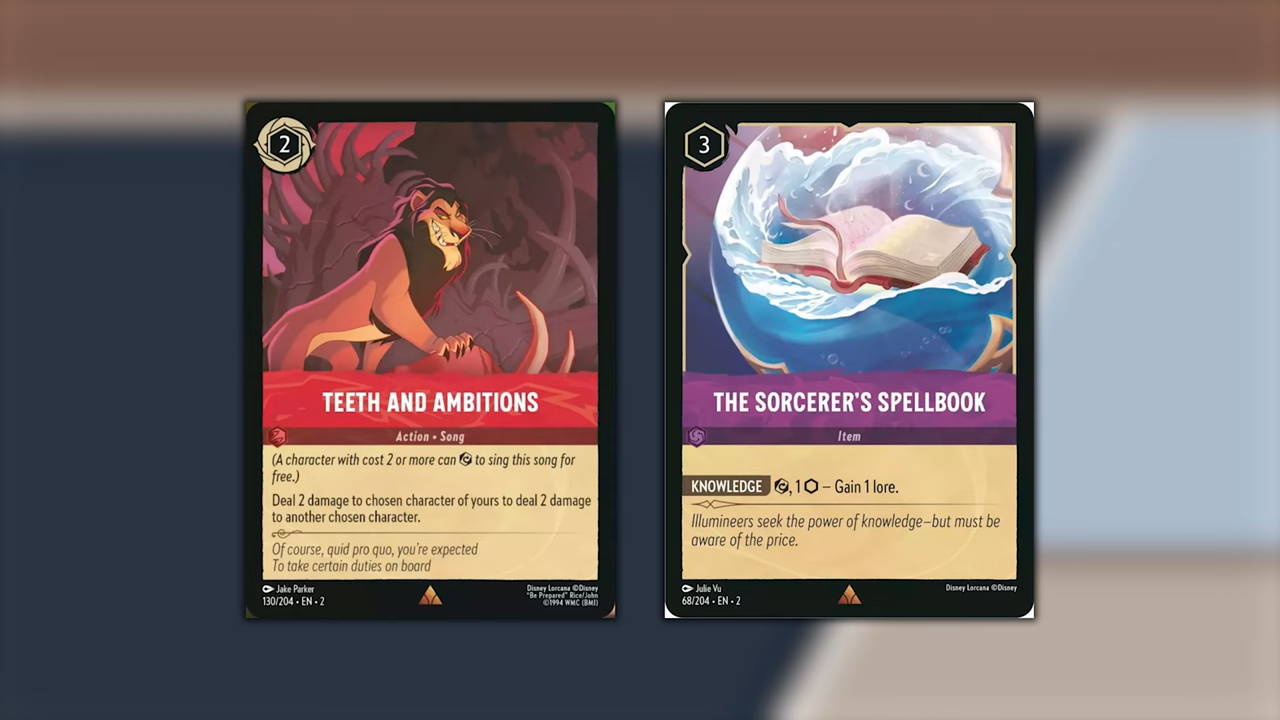 2
TEETH AND AMBITIONS
Action • Song
(A character with cost 2 or more can to sing this song for
free.)
Deal 2 damage to chosen character of yours to deal 2 damage
to another chosen character.
Of course, quid pro quo, you're expected
To take certain duties on board
Jake Parker
130/204 • EN • 2
Disney Lorcana ©Disney
"Be Prepared" Rice/John
©1994 WMC (BMI)
3
THE SORCERER'S SPELLBOOK
Item
KNOWLEDGE , 1 – Gain 1 lore.
Illumineers seek the power of knowledge–but must be
aware of the price.
Julie Vu
68/204 • EN • 2
Disney Lorcana ©Disney